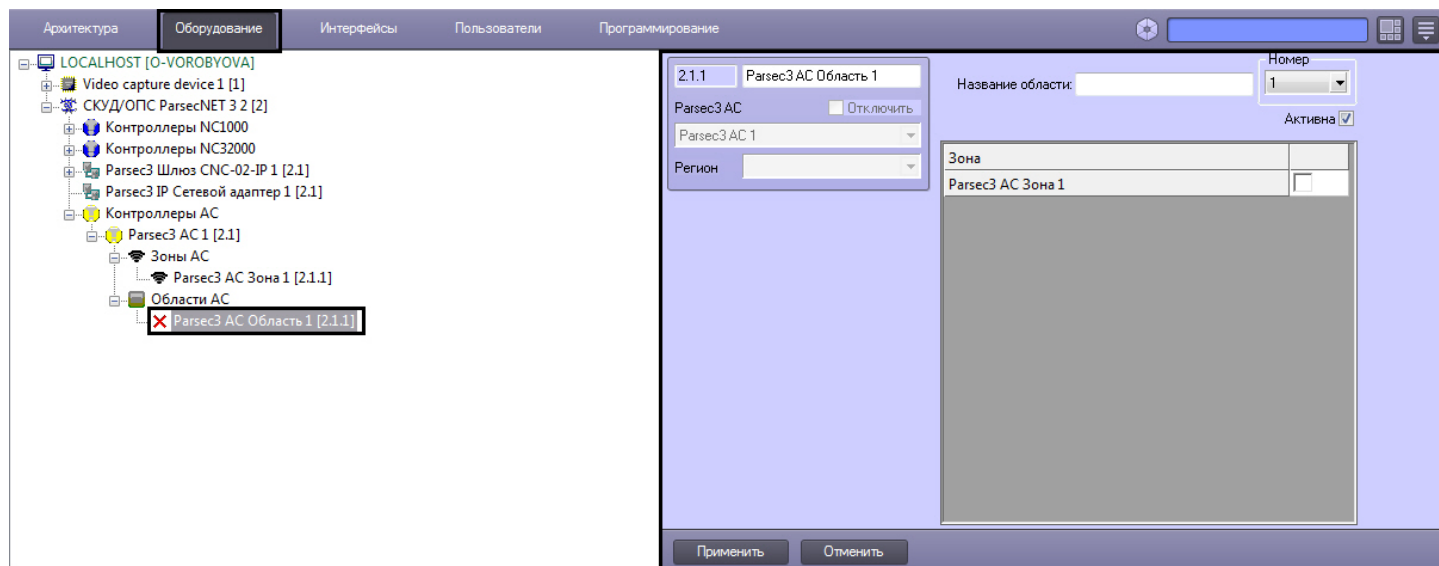 Архитектура Оборудование Интерфейсы Пользователи Программирование
LOCALHOST [O-VOROBYOVA]
Video capture device 1 [1]
СКУД/ОПС ParsecNET 3 2 [2]
Контроллеры NC1000
Контроллеры NC32000
Parsec3 Шлюз CNC-02-IP 1 [2.1]
Parsec3 IP Сетевой адаптер 1 [2.1]
Контроллеры АС
Parsec3 AC 1 [2.1]
Зоны АС
Parsec3 AC Зона 1 [2.1.1]
Области АС
Parsec3 AC Область 1 [2.1.1]
2.1.1 Parsec3 AC Область 1
Parsec3 AC Отключить
Parsec3 AC 1
Регион
Название области:
Номер
1
Активна
Зона
Parsec3 AC Зона 1
Применить Отменить